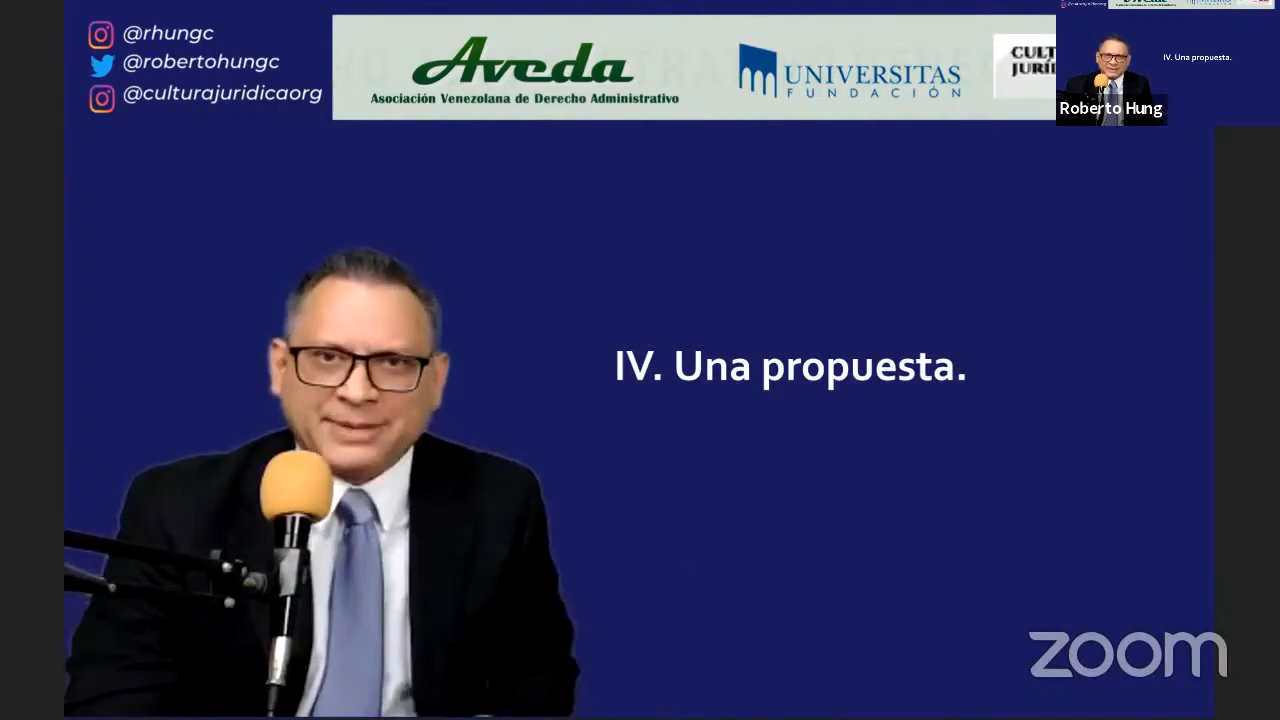 @rhungc
@robertohungc
@culturajuridicaorg
Aveda
Asociación Venezolana de Derecho Administrativo
UNIVERSITAS
FUNDACIÓN
IV. Una propuesta.
Roberto Hung
IV. Una propuesta.
zoom